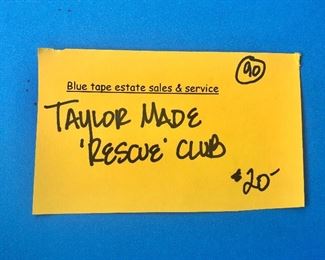 90
Blue tape estate sales & service
TAYLOR MADE
'RESCUE' CLUB
$20-